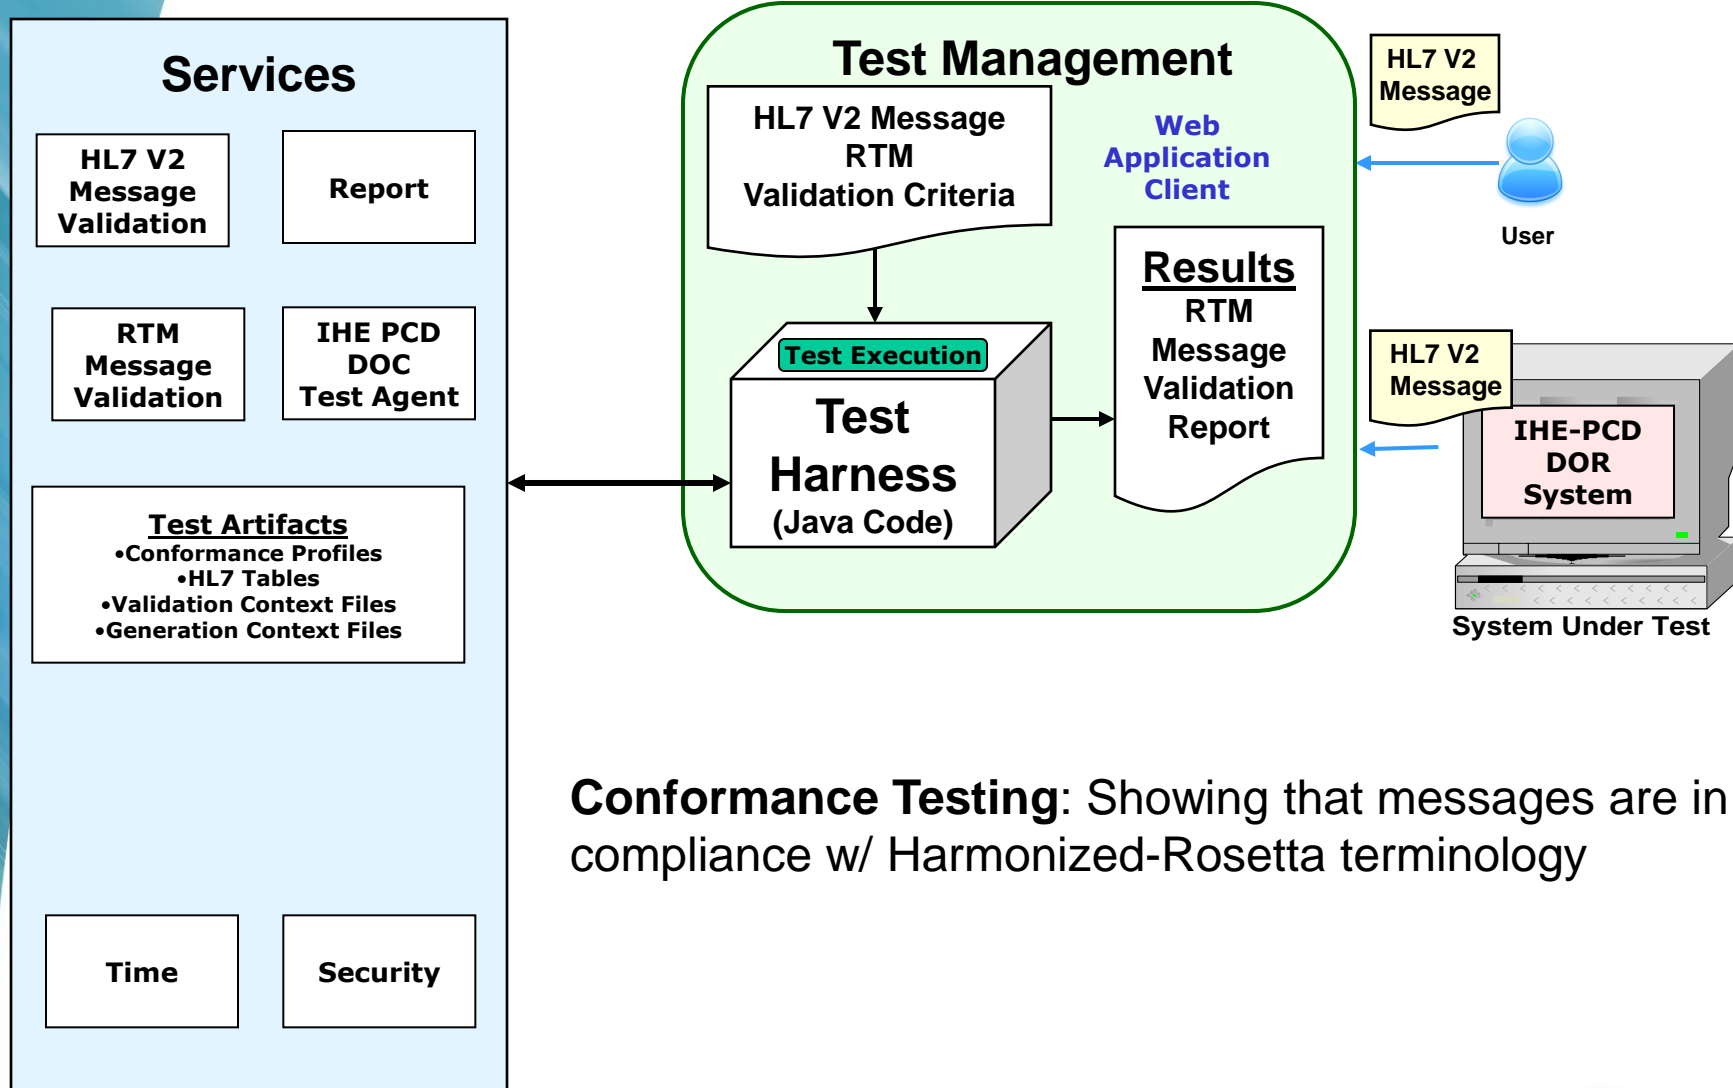 Services
HL7 V2
Message
Validation
Report
RTM
Message
Validation
IHE PCD
DOC
Test Agent
Test Artifacts
•Conformance Profiles
•HL7 Tables
•Validation Context Files
•Generation Context Files
Time
Security
Test Management
HL7 V2 Message
RTM
Validation Criteria
Web
Application
Client
Test Execution
Test
Harness
(Java Code)
Results
RTM
Message
Validation
Report
HL7 V2
Message
User
HL7 V2
Message
IHE-PCD
DOR
System
System Under Test
Conformance Testing: Showing that messages are in
compliance w/ Harmonized-Rosetta terminology